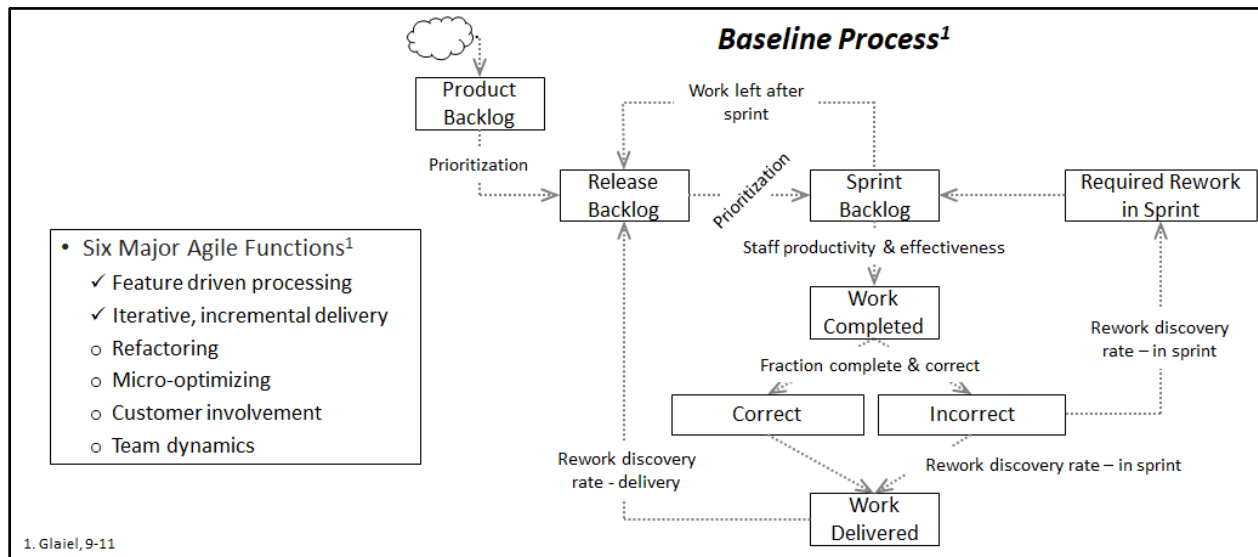 Baseline Process1
Product
Backlog
Work left after
sprint
Prioritization
Release
Backlog
Prioritization
Sprint
Backlog
Required Rework
in Sprint
Staff productivity & effectiveness
• Six Major Agile Functions1
✓ Feature driven processing
✓ Iterative, incremental delivery
o Refactoring
o Micro-optimizing
o Customer involvement
o Team dynamics
Work
Completed
Rework discovery
rate – in sprint
Fraction complete & correct
Correct
Incorrect
Rework discovery
rate - delivery
Rework discovery rate – in sprint
Work
Delivered
1. Glaiel, 9-11